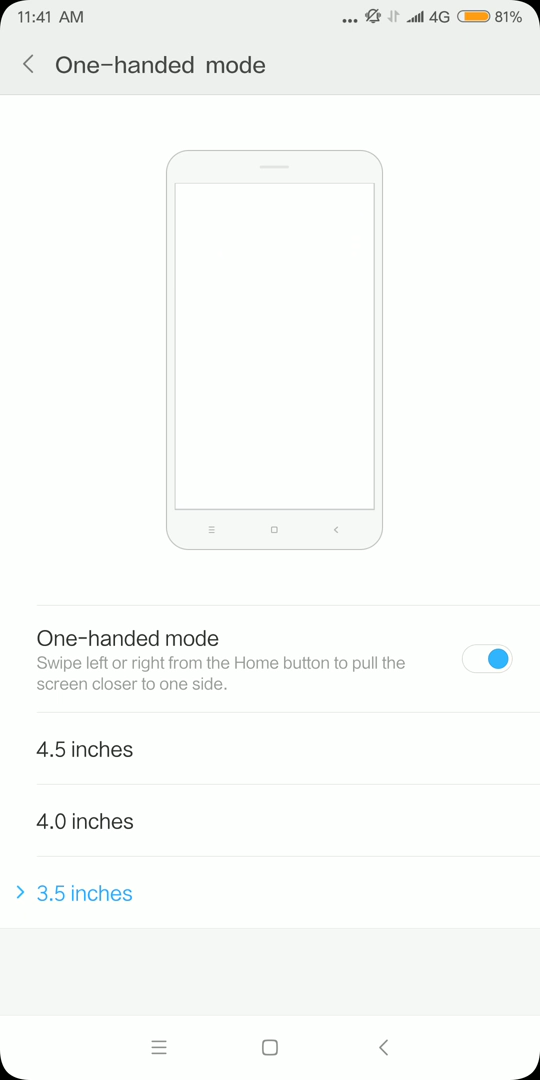 11:41 AM ... 4G 81%
One-handed mode
One-handed mode
Swipe left or right from the Home button to pull the
screen closer to one side.
4.5 inches
4.0 inches
3.5 inches